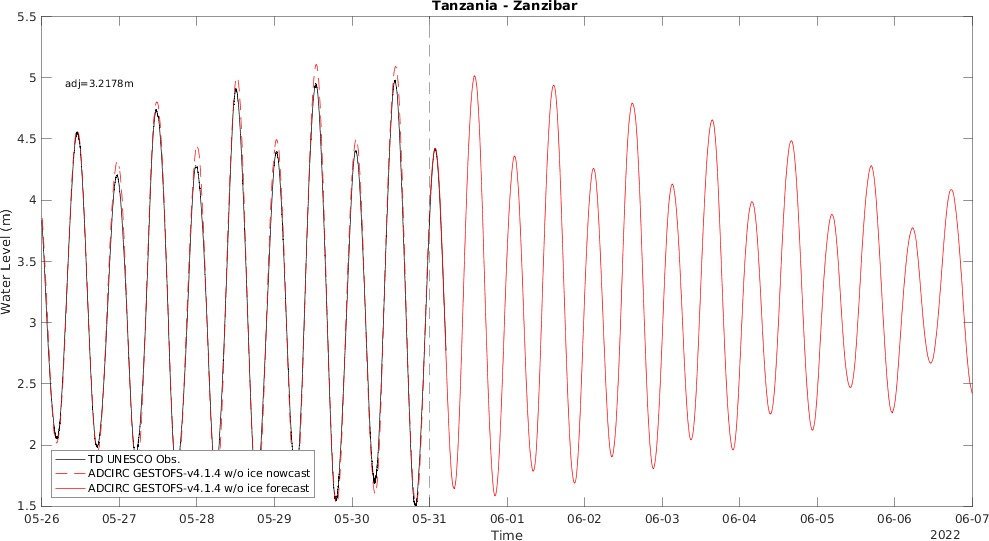 Tanzania - Zanzibar
5.5
5
4.5
4
3.5
3
2.5
2
1.5
Water Level (m)
adj=3.2178m
TD UNESCO Obs.
ADCIRC GESTOFS-v4.1.4 w/o ice nowcast
ADCIRC GESTOFS-v4.1.4 w/o ice forecast
05-26 05-27 05-28 05-29 05-30 05-31 06-01 06-02 06-03 06-04 06-05 06-06 06-07
Time
2022